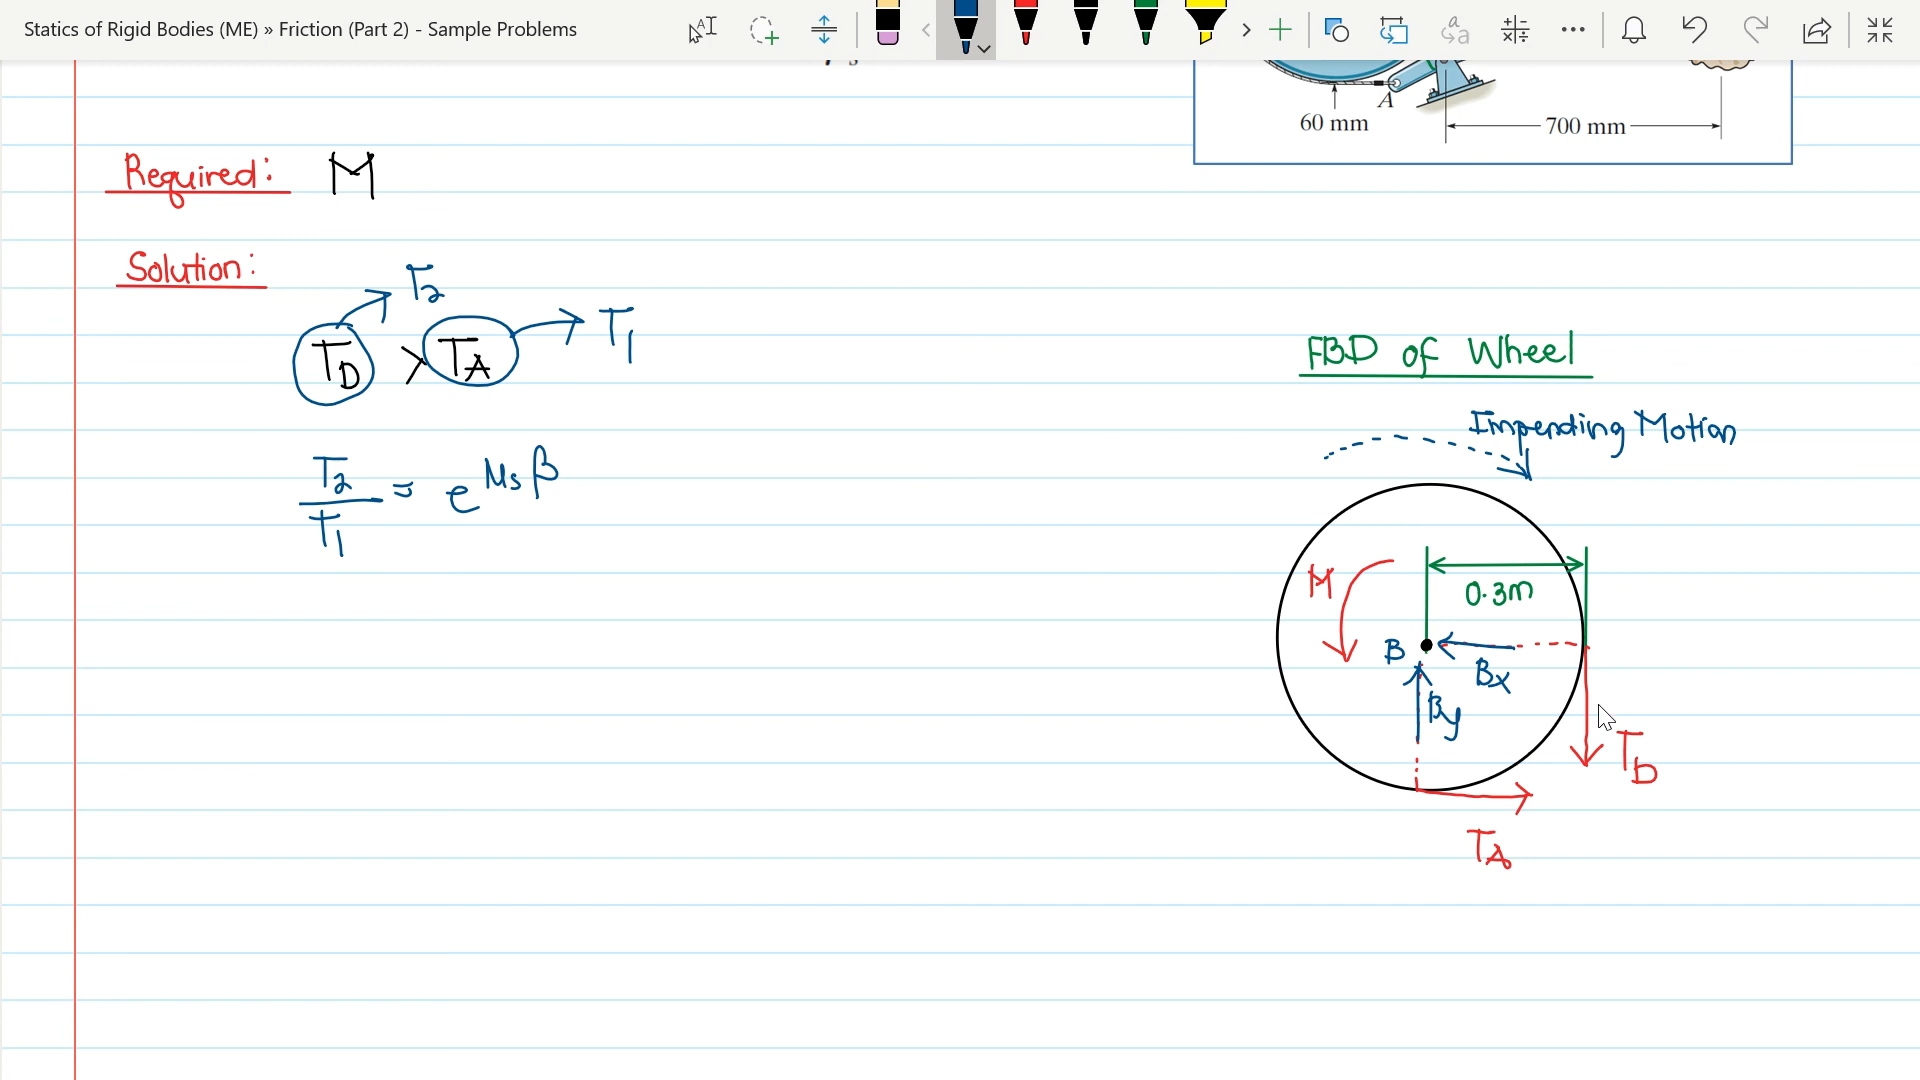 Statics of Rigid Bodies (ME) » Friction (Part 2) - Sample Problems
A
60 mm
700 mm
Required: M
Solution:
T2
TD > TA
T1
T2/T1 = e^μsβ
FBD of Wheel
Impending Motion
M
0.3m
B
Bx
By
TD
TA